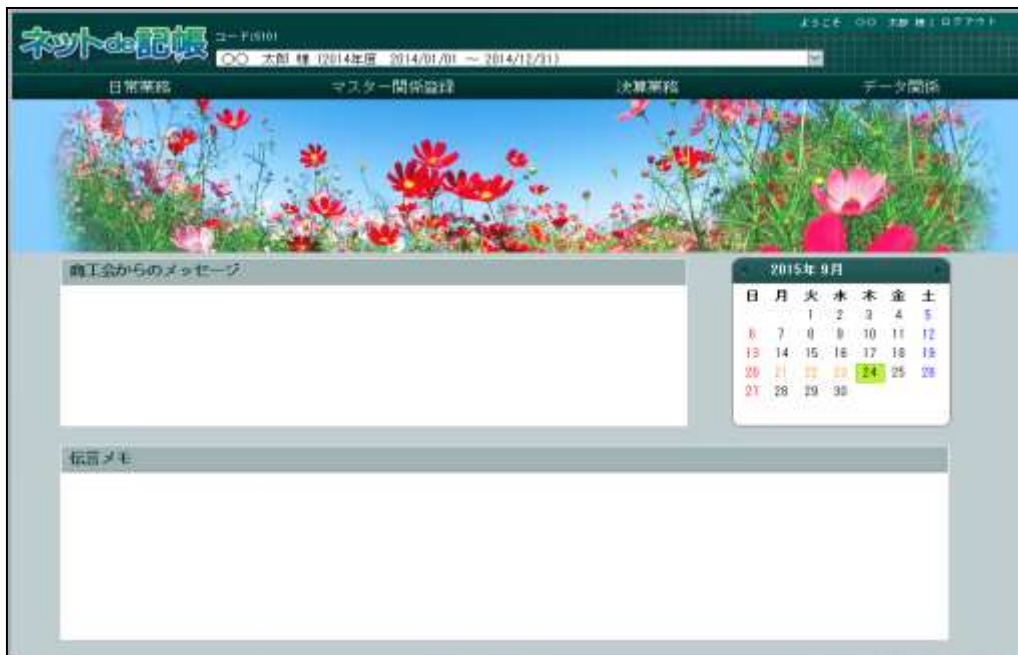 ようこそ 〇〇 太郎 様 | ログアウト
ネットde記帳
〇〇 太郎 様 (2014年度 2014/01/01 ～ 2014/12/31)
日常業務 マスター関係登録 決算業務 データ関係
商工会からのメッセージ
2015年 9月
日 月 火 水 木 金 土
1 2 3 4 5
6 7 8 9 10 11 12
13 14 15 16 17 18 19
20 21 22 23 24 25 26
27 28 29 30
伝言メモ